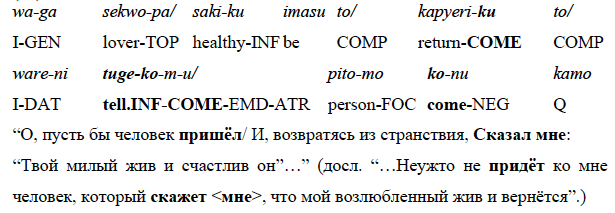 wa-ga sekwo-pa/ saki-ku imasu to/ kapyeri-ku to/
I-GEN lover-TOP healthy-INF be COMP return-COME COMP
ware-ni tuge-ko-m-u/ pito-mo ko-nu kamo
I-DAT tell.INF-COME-EMD-ATR person-FOC come-NEG Q
“О, пусть бы человек пришёл/ И, возвратясь из странствия, Сказал мне:
“Твой милый жив и счастлив он”…” (досл. “…Неужто не придёт ко мне
человек, который скажет <мне>, что мой возлюбленный жив и вернётся”.)